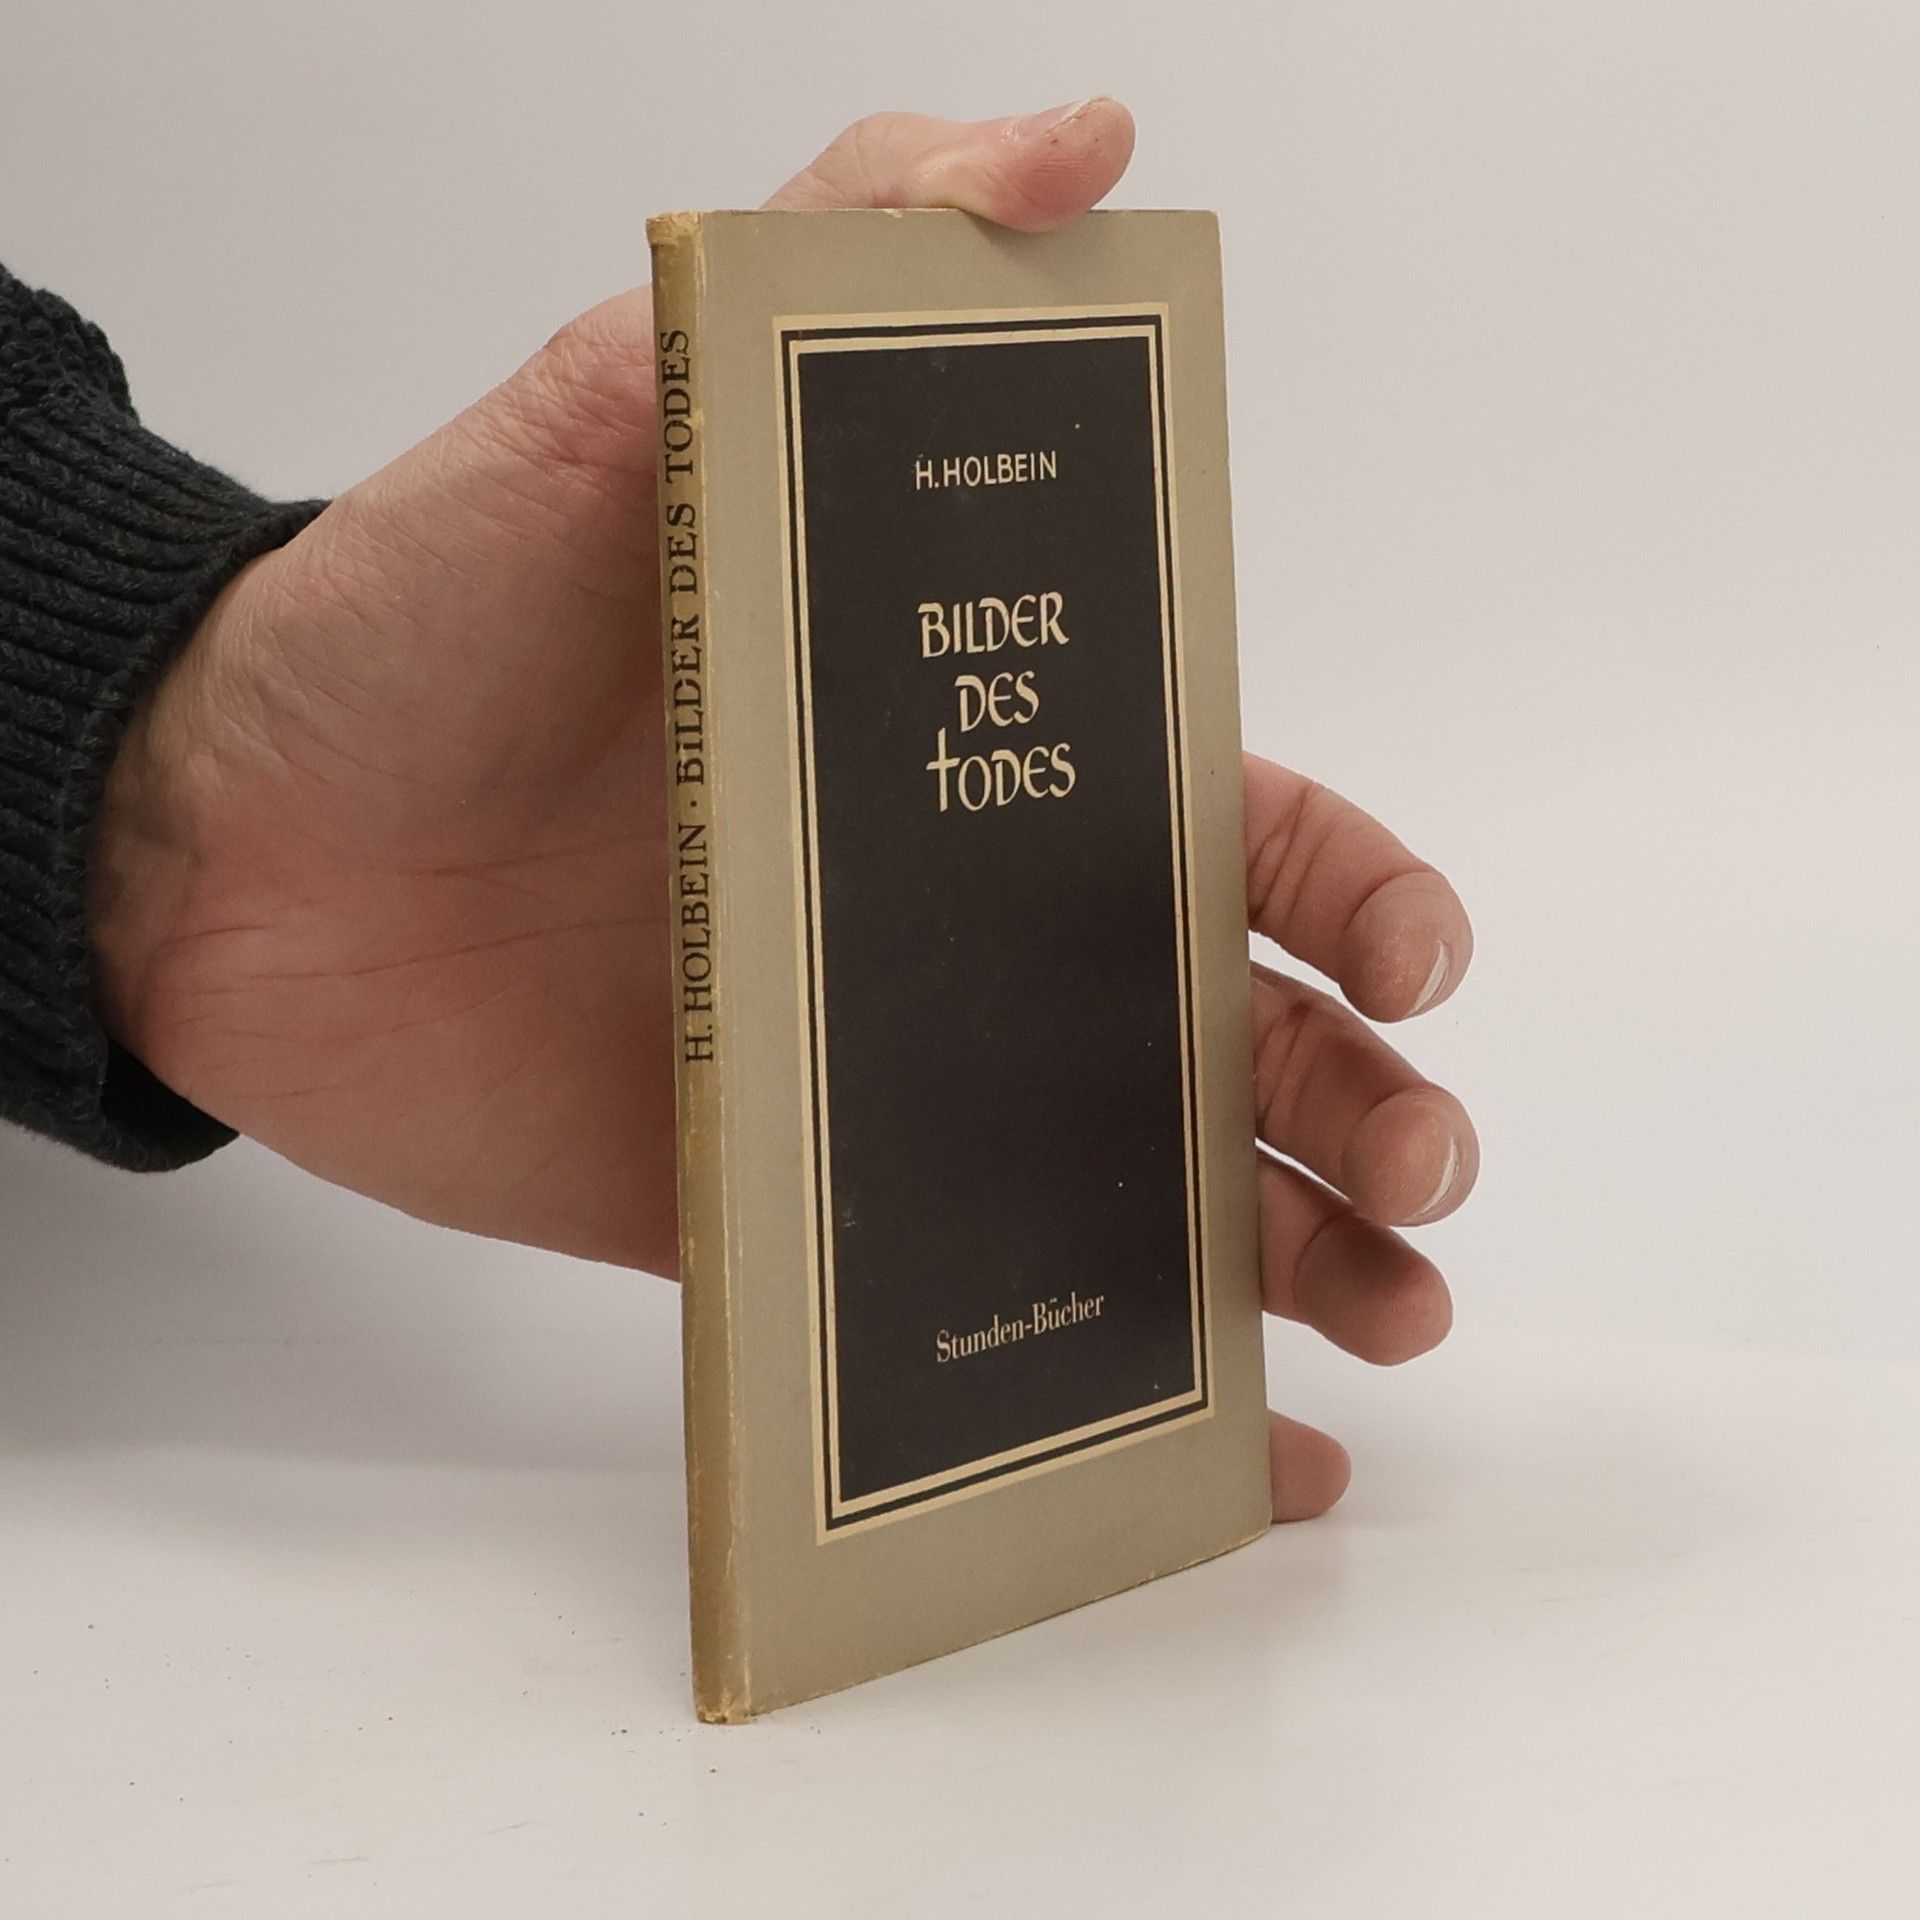 H. HOLBEIN · BILDER DES TODES
H. HOLBEIN
BILDER
DES
TODES
Stunden-Bücher